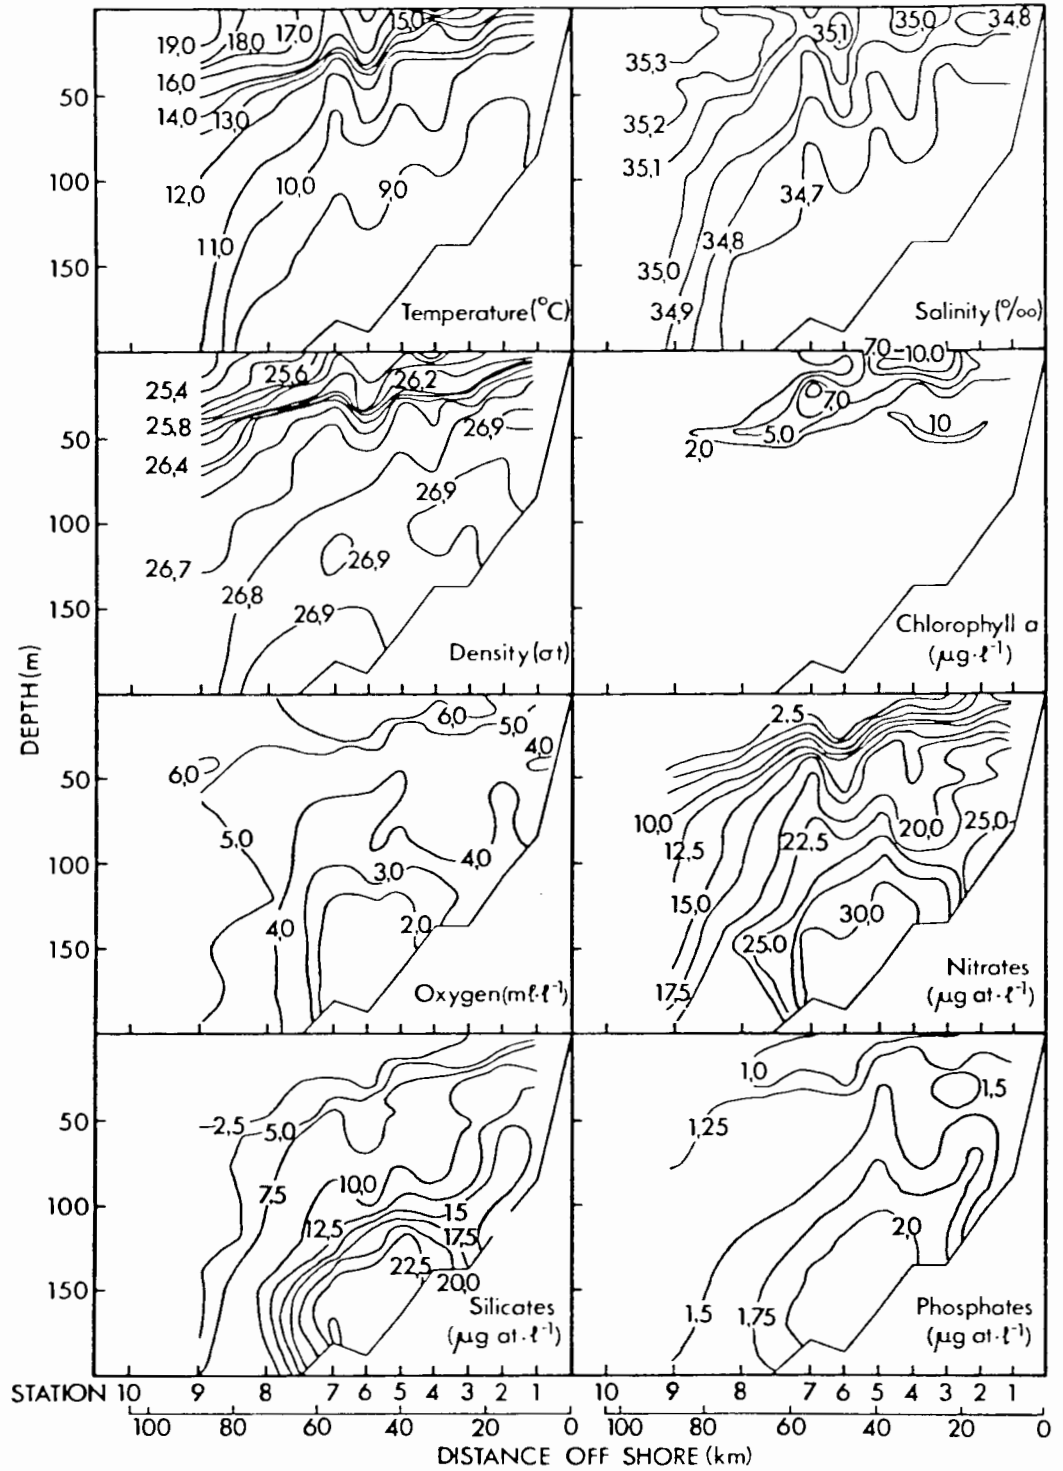 19,0 18,0 17,0 15,0
16,0
14,0 13,0
12,0 10,0 9,0
11,0
50
100
150
Temperature (°C)
35,3 35,1 35,0 34,8
35,2
35,1
34,7
34,8
35,0
34,9
Salinity (°/oo)
25,4 25,6 26,2
25,8
26,4 26,9
26,9
26,9
26,7 26,8
26,9
50
100
150
Density (σt)
7,0 10,0
7,0
5,0
2,0
10
Chlorophyll a
(μg·ℓ⁻¹)
DEPTH (m)
6,0 5,0
4,0
6,0
5,0
4,0
3,0
4,0 2,0
50
100
150
Oxygen (mℓ·ℓ⁻¹)
2,5
10,0 20,0 25,0
12,5 22,5
15,0 30,0
25,0
17,5
Nitrates
(μg at·ℓ⁻¹)
2,5 5,0
7,5 10,0
12,5 15
17,5
22,5 20,0
50
100
150
Silicates
(μg at·ℓ⁻¹)
1,0 1,5
1,25
2,0
1,5 1,75
Phosphates
(μg at·ℓ⁻¹)
STATION 10 9 8 7 6 5 4 3 2 1 10 9 8 7 6 5 4 3 2 1
100 80 60 40 20 0 100 80 60 40 20 0
DISTANCE OFF SHORE (km)